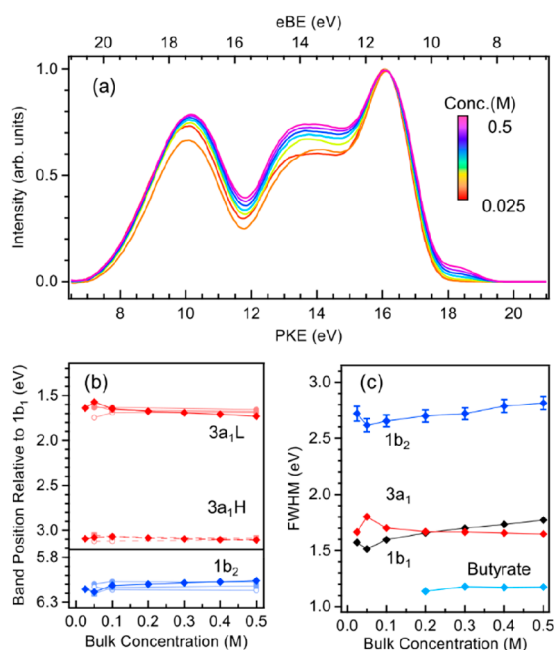 eBE (eV)
20 18 16 14 12 10 8
(a)
1.0
0.5
0.0
Intensity (arb. units)
Conc.(M)
0.5
0.025
8 10 12 14 16 18 20
PKE (eV)
(b)
Band Position Relative to 1b₁ (eV)
1.0
1.5
2.0
2.5
3.0
5.8
6.3
3a₁L
3a₁H
1b₂
0.0 0.1 0.2 0.3 0.4 0.5
Bulk Concentration (M)
(c)
FWHM (eV)
3.0
2.5
2.0
1.5
1.0
1b₂
3a₁
1b₁
Butyrate
0.0 0.1 0.2 0.3 0.4 0.5
Bulk Concentration (M)